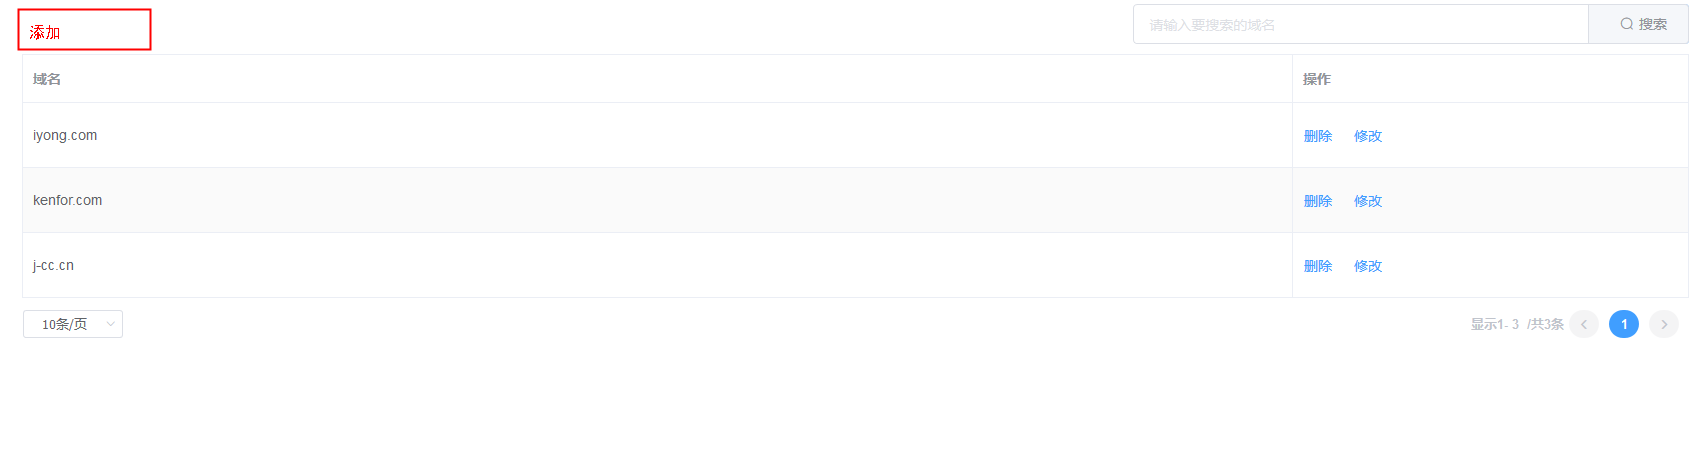 添加
请输入要搜索的域名 搜索
域名 操作
iyong.com 删除 修改
kenfor.com 删除 修改
j-cc.cn 删除 修改
10条/页 显示1- 3 /共3条 1